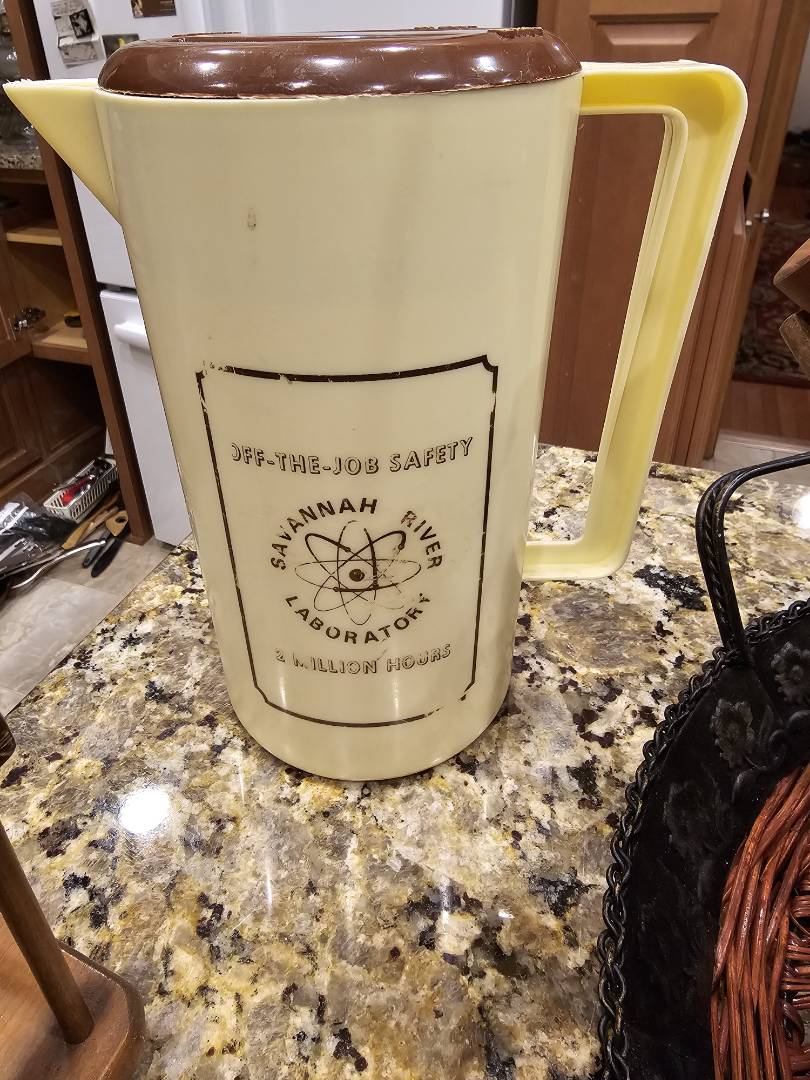 OFF-THE-JOB SAFETY
SAVANNAH RIVER
LABORATORY
2 MILLION HOURS